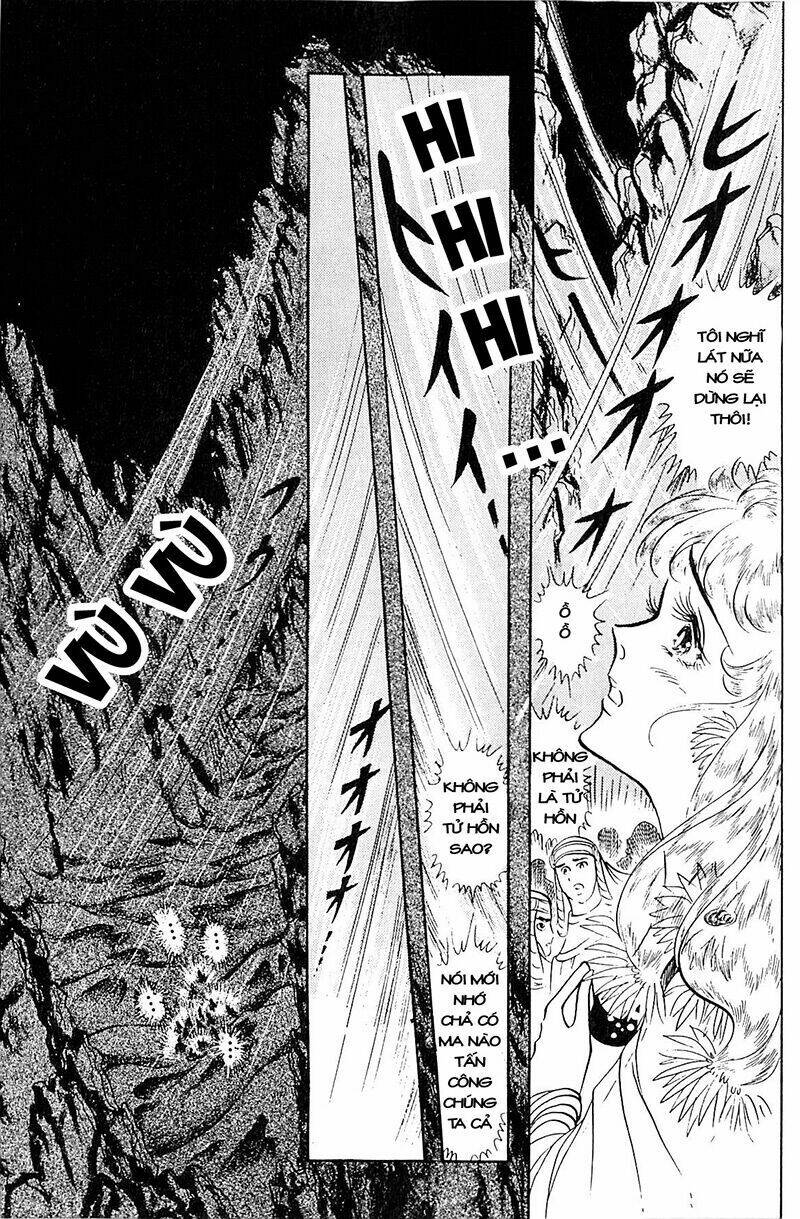 TÔI NGHĨ
LÁT NỮA
NÓ SẼ
DỪNG LẠI
THÔI!
ヒオオオオオ
Ồ
Ồ
KHÔNG
PHẢI
LÀ TỬ
HỒN
HI
HI
HI
...
ヒイイ
KHÔNG
PHẢI
TỬ HỒN
SAO?
NÓI MỚI
NHỚ
CHẢ CÓ
MA NÀO
TẤN
CÔNG
CHÚNG
TA CẢ
オオオオ...
VÙ VÙ
フウ